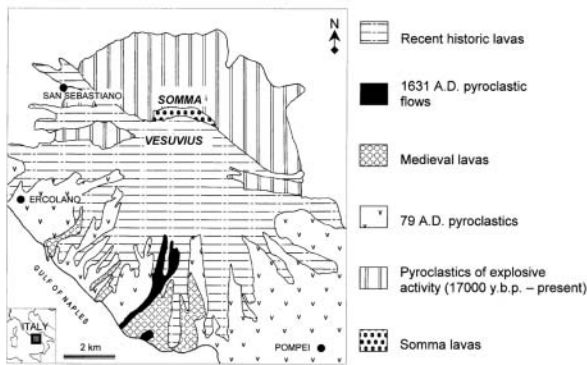 N
SAN SEBASTIANO
SOMMA
VESUVIUS
ERCOLANO
GULF OF NAPLES
ITALY
2 km
POMPEI
Recent historic lavas
1631 A.D. pyroclastic
flows
Medieval lavas
79 A.D. pyroclastics
Pyroclastics of explosive
activity (17000 y.b.p. – present)
Somma lavas